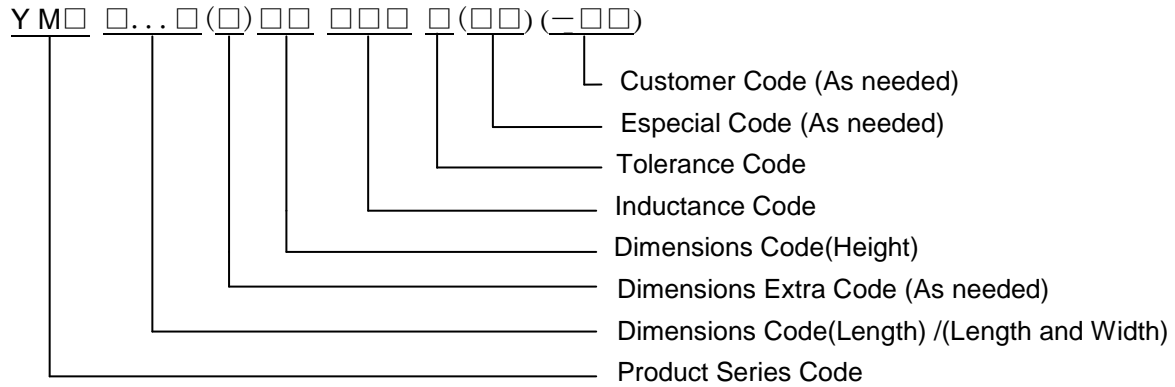 YM□ □...□(□)□□ □□□ □(□□)(-□□)
Customer Code (As needed)
Especial Code (As needed)
Tolerance Code
Inductance Code
Dimensions Code(Height)
Dimensions Extra Code (As needed)
Dimensions Code(Length) /(Length and Width)
Product Series Code